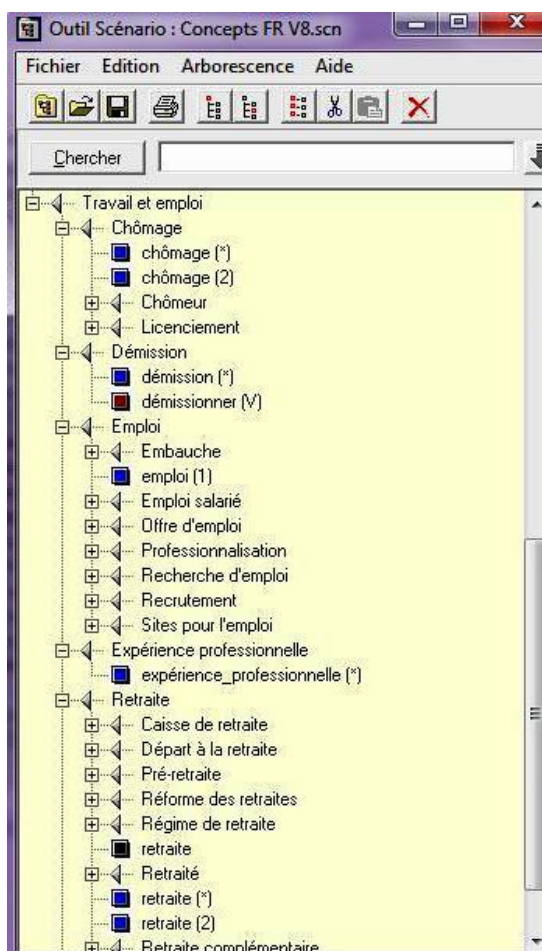 Outil Scénario : Concepts FR V8.scn
Fichier Edition Arborescence Aide
Chercher
Travail et emploi
Chômage
chômage (*)
chômage (2)
Chômeur
Licenciement
Démission
démission (*)
démissionner (V)
Emploi
Embauche
emploi (1)
Emploi salarié
Offre d'emploi
Professionnalisation
Recherche d'emploi
Recrutement
Sites pour l'emploi
Expérience professionnelle
expérience_professionnelle (*)
Retraite
Caisse de retraite
Départ à la retraite
Pré-retraite
Réforme des retraites
Régime de retraite
retraite
Retraité
retraite (*)
retraite (2)
Retraite complémentaire